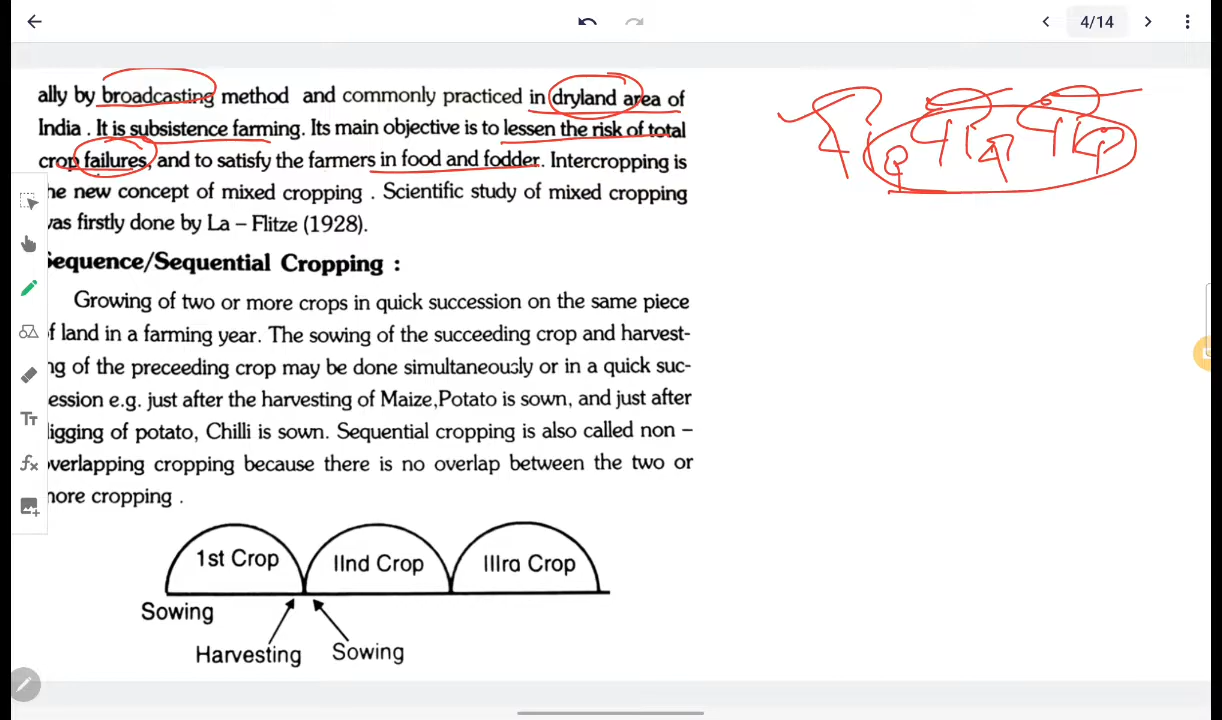 4/14
ally by broadcasting method and commonly practiced in dryland area of
India . It is subsistence farming. Its main objective is to lessen the risk of total
crop failures, and to satisfy the farmers in food and fodder. Intercropping is
he new concept of mixed cropping . Scientific study of mixed cropping
was firstly done by La – Flitze (1928).
Sequence/Sequential Cropping :
Growing of two or more crops in quick succession on the same piece
f land in a farming year. The sowing of the succeeding crop and harvest-
ng of the preceeding crop may be done simultaneously or in a quick suc-
ession e.g. just after the harvesting of Maize,Potato is sown, and just after
igging of potato, Chilli is sown. Sequential cropping is also called non –
overlapping cropping because there is no overlap between the two or
more cropping .
1st Crop IInd Crop IIIra Crop
Sowing
Harvesting Sowing
Tт
fx